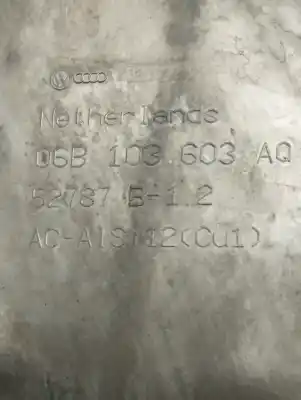 Netherlands
06B 103 603 AQ
52787 5-1.2
AC-AlSi12(Cu1)